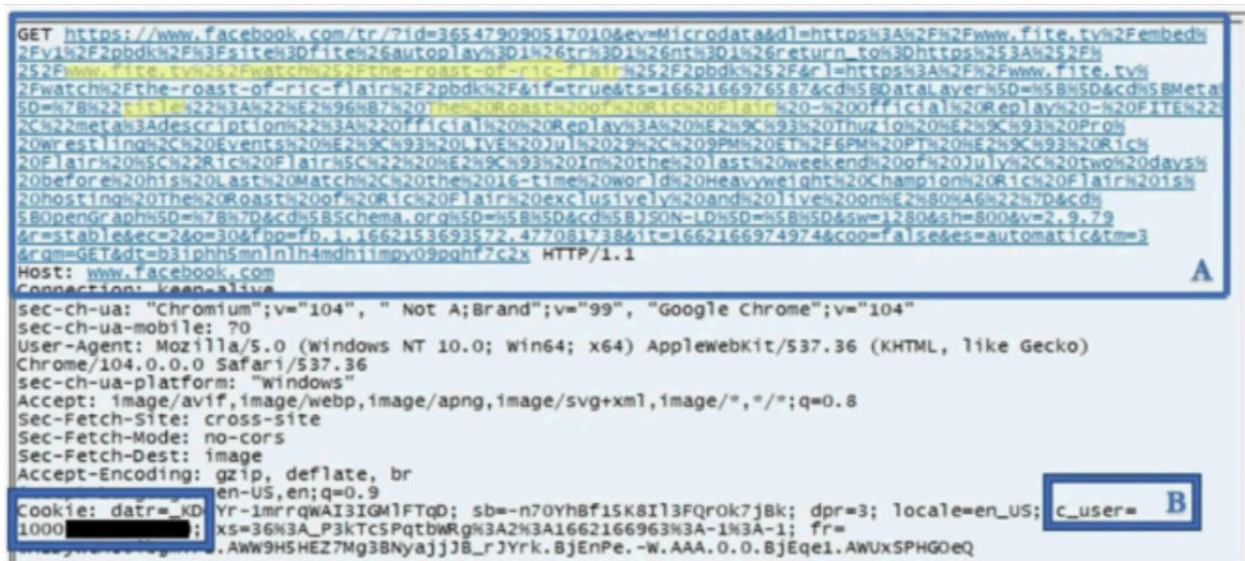 GET https://www.facebook.com/tr/?id=365479090517010&ev=Microdata&dl=https%3A%2F%2Fwww.fite.tv%2Fembed%
2Fv1%2F2pbdk%2F%3Fsite%3Dfite%26autoplay%3D1%26tr%3D1%26nt%3D1%26return_to%3Dhttps%253A%252F%
252Fwww.fite.tv%252Fwatch%252Fthe-roast-of-ric-flair%252F2pbdk%252F&rl=https%3A%2F%2Fwww.fite.tv%
2Fwatch%2Fthe-roast-of-ric-flair%2F2pbdk%2F&if=true&ts=1662166976587&cd%5BDataLayer%5D=%5B%5D&cd%5BMeta%
5D=%7B%22title%22%3A%22%E2%96%B7%20The%20Roast%20of%20Ric%20Flair%20-%20Official%20Replay%20-%20FITE%22%
2C%22meta%3Adescription%22%3A%22Official%20%20Replay%3A%20%E2%9C%93%20Thuzio%20%E2%9C%93%20Pro%
20Wrestling%2C%20Events%20%E2%9C%93%20LIVE%20Jul%2029%2C%209PM%20ET%2F6PM%20PT%20%E2%9C%93%20Ric%
20Flair%20%5C%22Ric%20Flair%5C%22%20%E2%9C%93%20In%20the%20last%20weekend%20of%20July%2C%20two%20days%
20before%20his%20Last%20Match%2C%20the%2016-time%20World%20Heavyweight%20Champion%20Ric%20Flair%20is%
20hosting%20The%20Roast%20of%20Ric%20Flair%20exclusively%20and%20live%20on%E2%80%A6%22%7D&cd%
5BOpenGraph%5D=%7B%7D&cd%5BSchema.org%5D=%5B%5D&cd%5BJSON-LD%5D=%5B%5D&sw=1280&sh=800&v=2.9.79
&r=stable&ec=2&o=30&fbp=fb.1.1662153693572.477081738&it=1662166974974&coo=false&es=automatic&tm=3
&rqm=GET&dt=b3iphh5mnlnlh4mdhjimpy09pqhf7c2x HTTP/1.1
Host: www.facebook.com
A
Connection: keep-alive
sec-ch-ua: "Chromium";v="104", " Not A;Brand";v="99", "Google Chrome";v="104"
sec-ch-ua-mobile: ?0
User-Agent: Mozilla/5.0 (Windows NT 10.0; Win64; x64) AppleWebKit/537.36 (KHTML, like Gecko)
Chrome/104.0.0.0 Safari/537.36
sec-ch-ua-platform: "Windows"
Accept: image/avif,image/webp,image/apng,image/svg+xml,image/*,*/*;q=0.8
Sec-Fetch-Site: cross-site
Sec-Fetch-Mode: no-cors
Sec-Fetch-Dest: image
Accept-Encoding: gzip, deflate, br
en-US,en;q=0.9
Cookie: datr=_KD Yr-1mrrqWAI3IGMlFTqD; sb=-n7OYhBf15K8Il3FQrOk7jBk; dpr=3; locale=en_US; c_user=
B
1000 ; xs=36%3A_P3kTcSPqtbWRg%3A2%3A1662166963%3A-1%3A-1; fr=
.AWW9H5HEZ7Mg3BNyajjJB_rJYrk.BjEnPe.-W.AAA.0.0.BjEqe1.AWUxSPHGOeQ